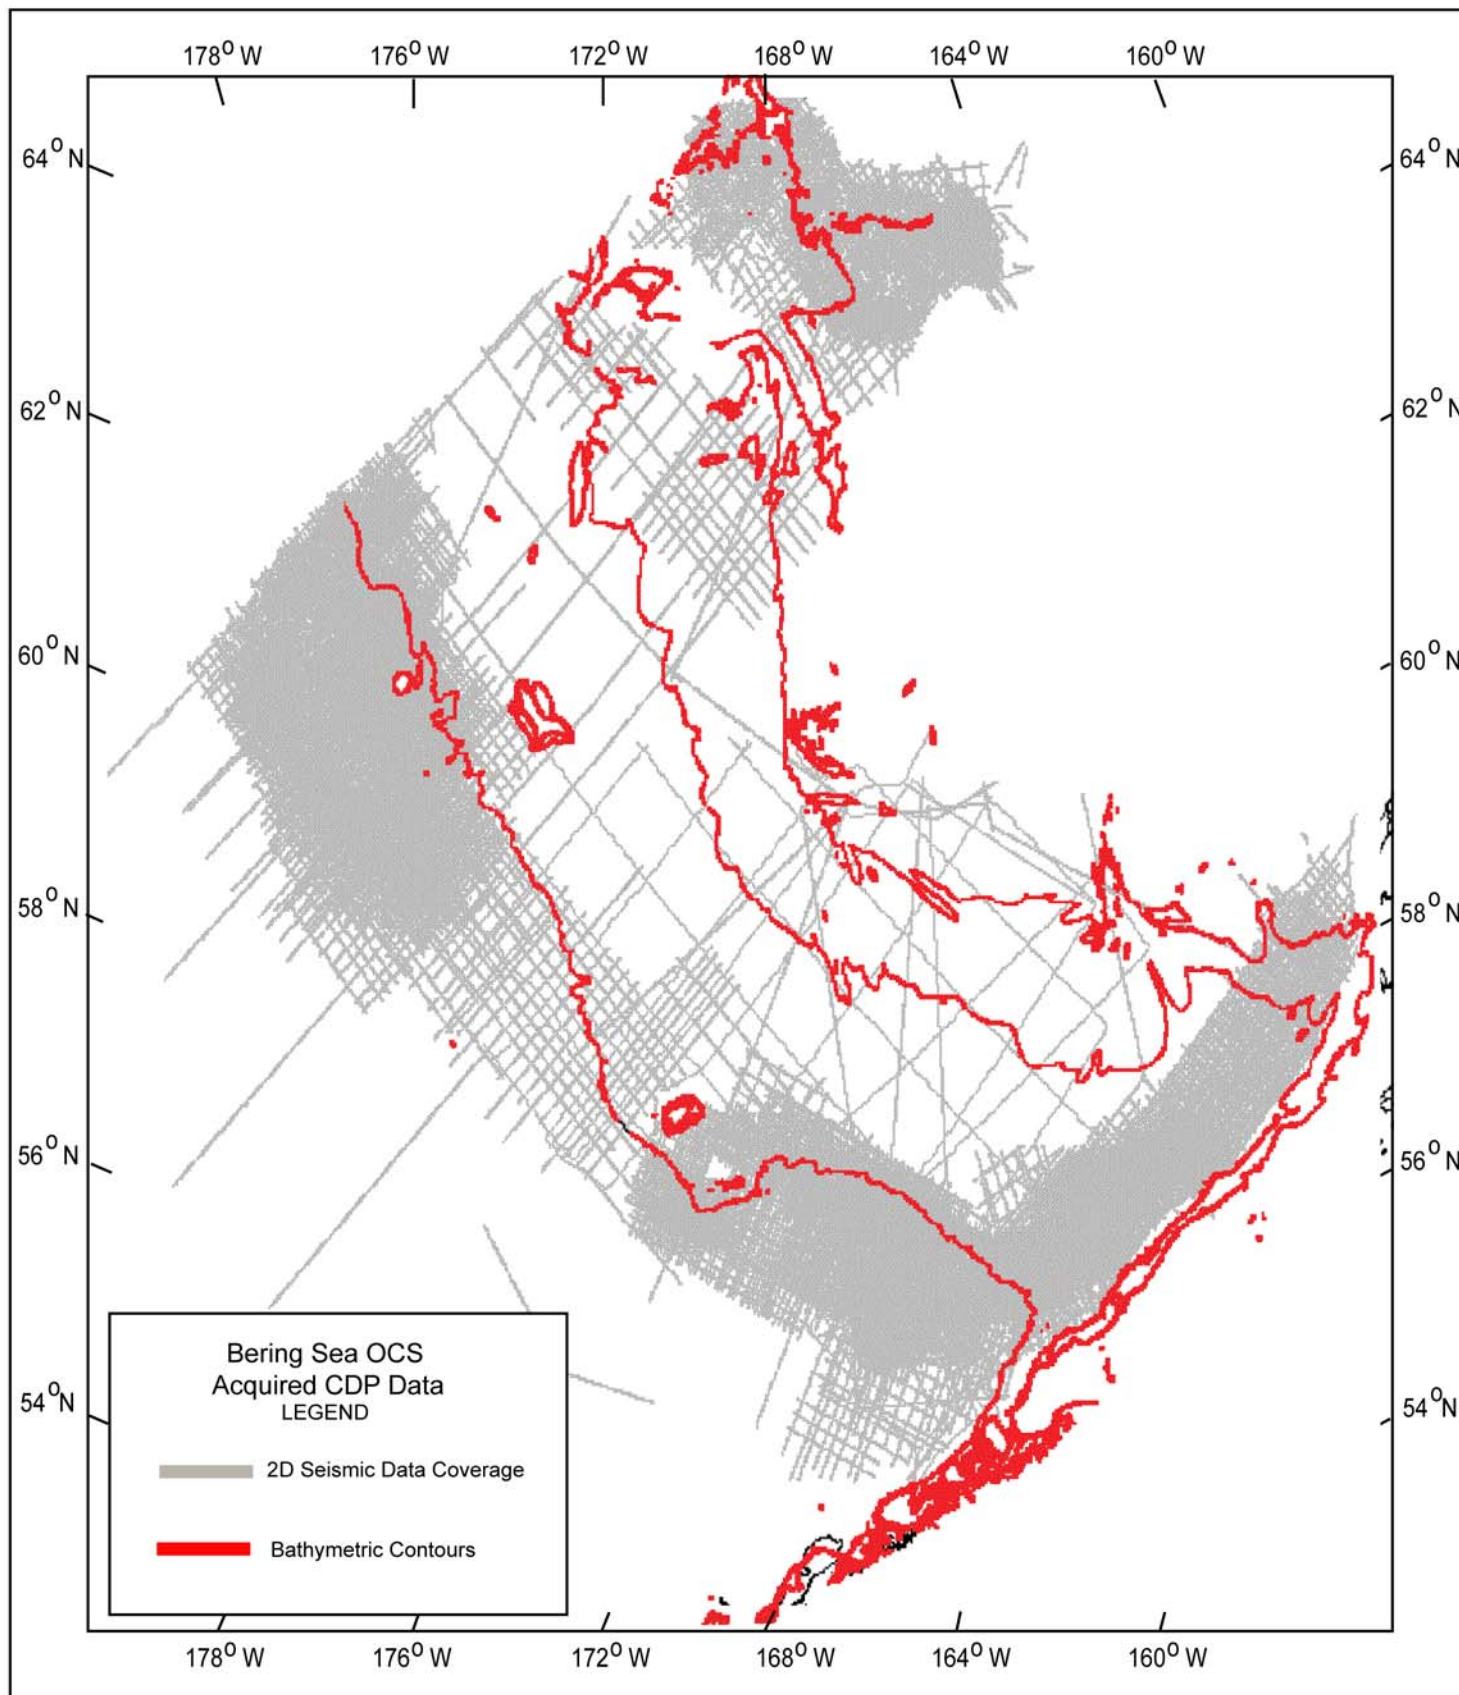 178° W 176° W 172° W 168° W 164° W 160° W
64° N 64° N
62° N 62° N
60° N 60° N
58° N 58° N
56° N 56° N
54° N 54° N
Bering Sea OCS
Acquired CDP Data
LEGEND
2D Seismic Data Coverage
Bathymetric Contours
178° W 176° W 172° W 168° W 164° W 160° W